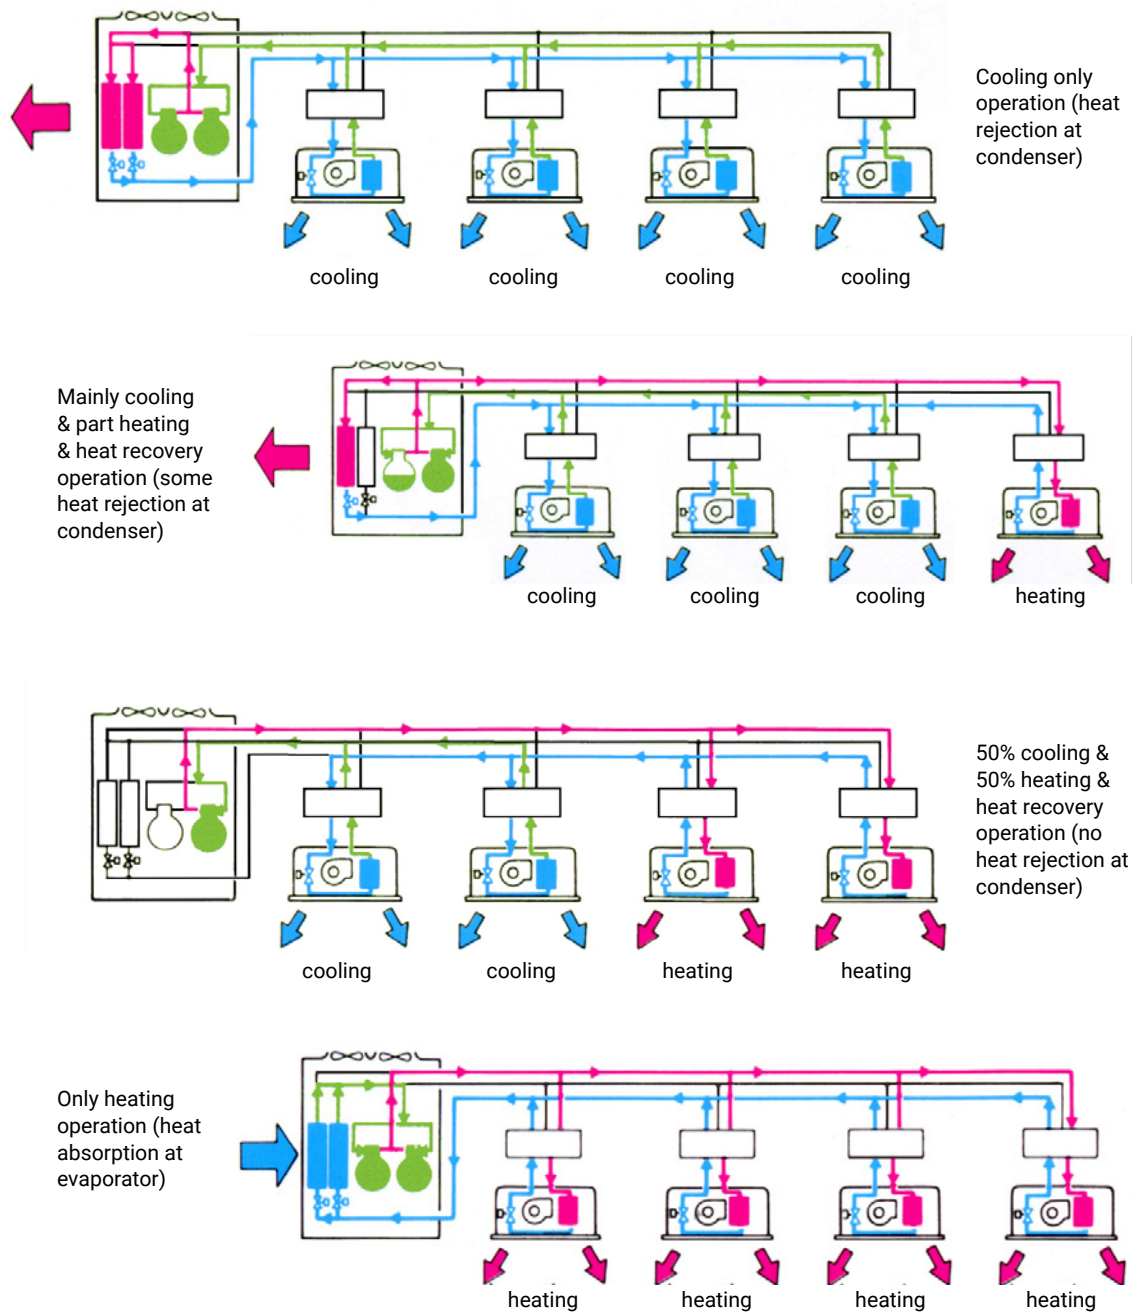 Cooling only
operation (heat
rejection at
condenser)
cooling
cooling
cooling
cooling
Mainly cooling
& part heating
& heat recovery
operation (some
heat rejection at
condenser)
cooling
cooling
cooling
heating
50% cooling &
50% heating &
heat recovery
operation (no
heat rejection at
condenser)
cooling
cooling
heating
heating
Only heating
operation (heat
absorption at
evaporator)
heating
heating
heating
heating